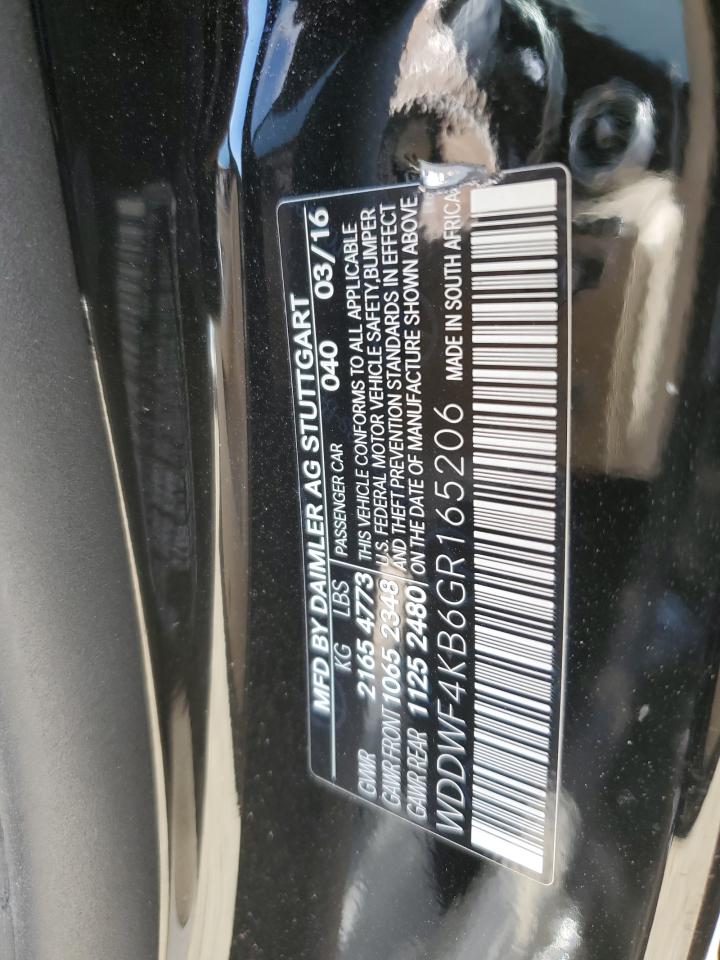 MFD BY DAIMLER AG STUTTGART
KG LBS PASSENGER CAR 040 03/16
GVWR 2165 4773 THIS VEHICLE CONFORMS TO ALL APPLICABLE
GAWR FRONT 1065 2348 U.S. FEDERAL MOTOR VEHICLE SAFETY, BUMPER
AND THEFT PREVENTION STANDARDS IN EFFECT
GAWR REAR 1125 2480 ON THE DATE OF MANUFACTURE SHOWN ABOVE
WDDWF4KB6GR165206 MADE IN SOUTH AFRICA